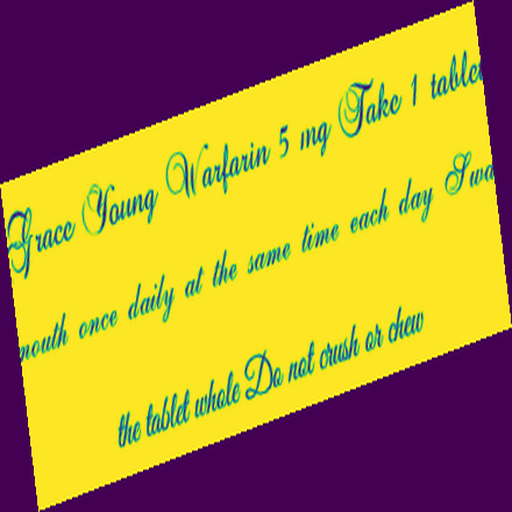 Grace Young Warfarin 5 mg Take 1 tablet
mouth once daily at the same time each day
the tablet whole Do not crush or chew